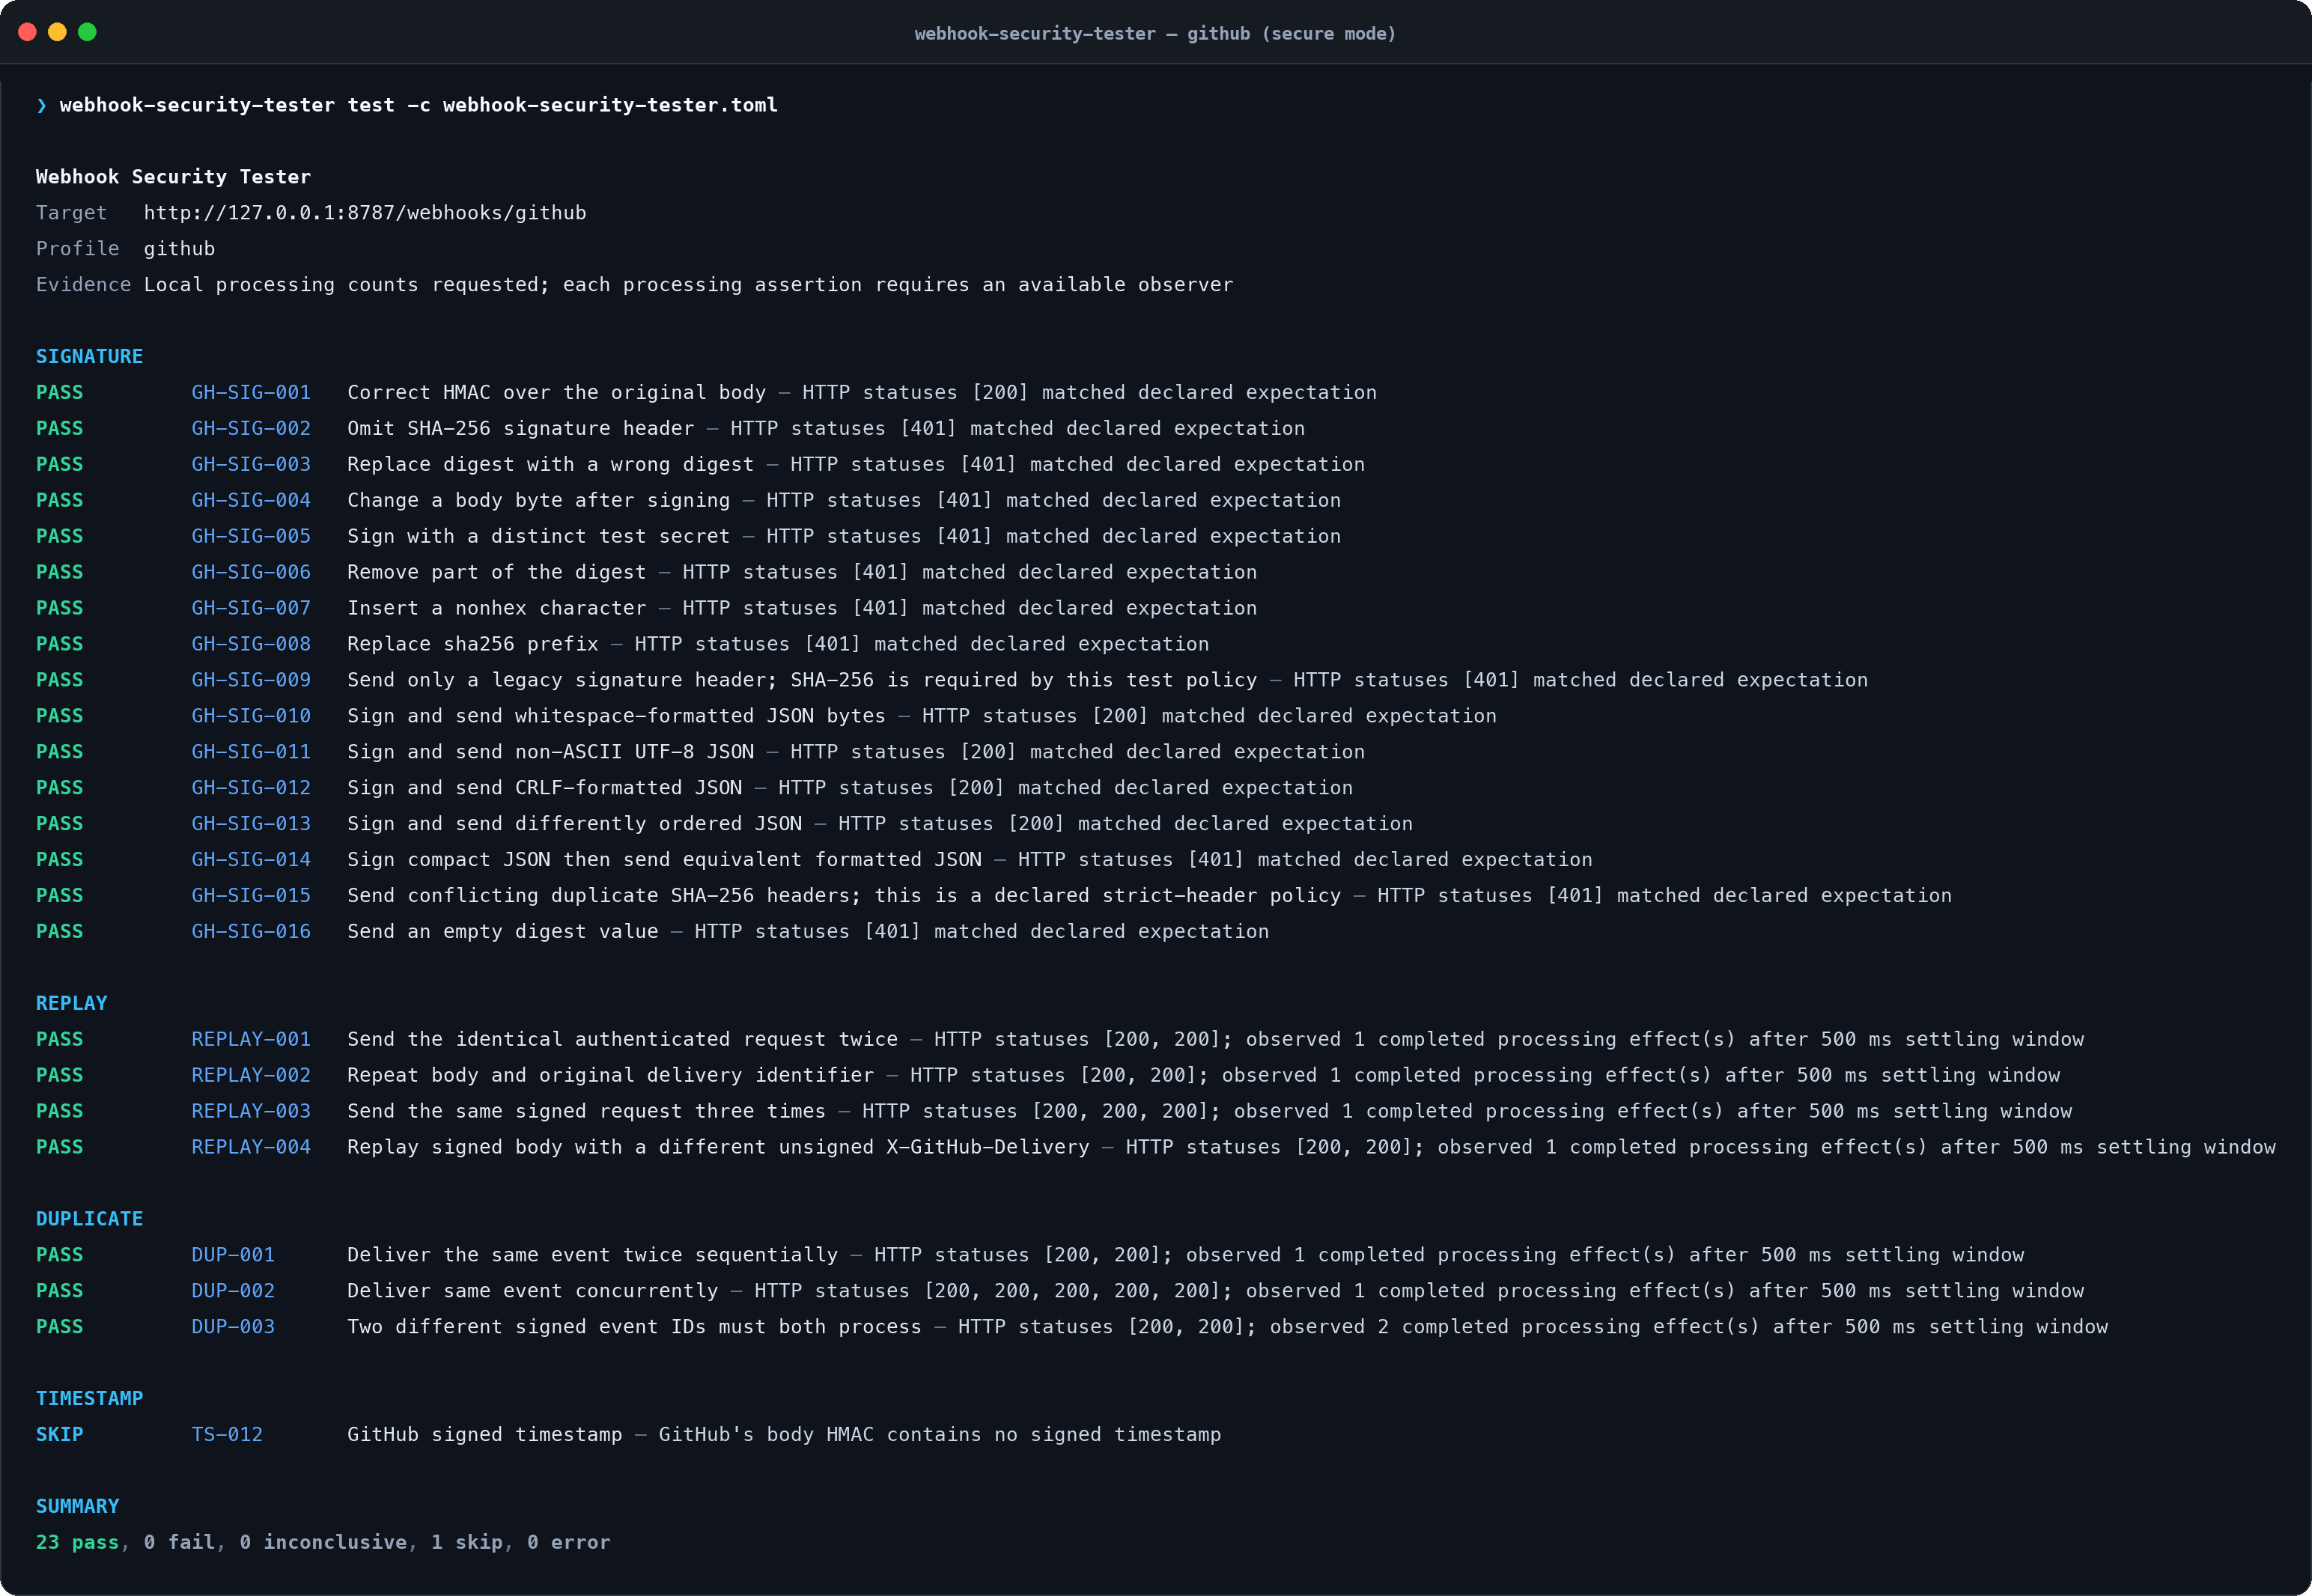 webhook-security-tester — github (secure mode)
❯ webhook-security-tester test -c webhook-security-tester.toml
Webhook Security Tester
Target   http://127.0.0.1:8787/webhooks/github
Profile  github
Evidence Local processing counts requested; each processing assertion requires an available observer
SIGNATURE
PASS         GH-SIG-001   Correct HMAC over the original body — HTTP statuses [200] matched declared expectation
PASS         GH-SIG-002   Omit SHA-256 signature header — HTTP statuses [401] matched declared expectation
PASS         GH-SIG-003   Replace digest with a wrong digest — HTTP statuses [401] matched declared expectation
PASS         GH-SIG-004   Change a body byte after signing — HTTP statuses [401] matched declared expectation
PASS         GH-SIG-005   Sign with a distinct test secret — HTTP statuses [401] matched declared expectation
PASS         GH-SIG-006   Remove part of the digest — HTTP statuses [401] matched declared expectation
PASS         GH-SIG-007   Insert a nonhex character — HTTP statuses [401] matched declared expectation
PASS         GH-SIG-008   Replace sha256 prefix — HTTP statuses [401] matched declared expectation
PASS         GH-SIG-009   Send only a legacy signature header; SHA-256 is required by this test policy — HTTP statuses [401] matched declared expectation
PASS         GH-SIG-010   Sign and send whitespace-formatted JSON bytes — HTTP statuses [200] matched declared expectation
PASS         GH-SIG-011   Sign and send non-ASCII UTF-8 JSON — HTTP statuses [200] matched declared expectation
PASS         GH-SIG-012   Sign and send CRLF-formatted JSON — HTTP statuses [200] matched declared expectation
PASS         GH-SIG-013   Sign and send differently ordered JSON — HTTP statuses [200] matched declared expectation
PASS         GH-SIG-014   Sign compact JSON then send equivalent formatted JSON — HTTP statuses [401] matched declared expectation
PASS         GH-SIG-015   Send conflicting duplicate SHA-256 headers; this is a declared strict-header policy — HTTP statuses [401] matched declared expectation
PASS         GH-SIG-016   Send an empty digest value — HTTP statuses [401] matched declared expectation
REPLAY
PASS         REPLAY-001   Send the identical authenticated request twice — HTTP statuses [200, 200]; observed 1 completed processing effect(s) after 500 ms settling window
PASS         REPLAY-002   Repeat body and original delivery identifier — HTTP statuses [200, 200]; observed 1 completed processing effect(s) after 500 ms settling window
PASS         REPLAY-003   Send the same signed request three times — HTTP statuses [200, 200, 200]; observed 1 completed processing effect(s) after 500 ms settling window
PASS         REPLAY-004   Replay signed body with a different unsigned X-GitHub-Delivery — HTTP statuses [200, 200]; observed 1 completed processing effect(s) after 500 ms settling window
DUPLICATE
PASS         DUP-001      Deliver the same event twice sequentially — HTTP statuses [200, 200]; observed 1 completed processing effect(s) after 500 ms settling window
PASS         DUP-002      Deliver same event concurrently — HTTP statuses [200, 200, 200, 200, 200]; observed 1 completed processing effect(s) after 500 ms settling window
PASS         DUP-003      Two different signed event IDs must both process — HTTP statuses [200, 200]; observed 2 completed processing effect(s) after 500 ms settling window
TIMESTAMP
SKIP         TS-012       GitHub signed timestamp — GitHub's body HMAC contains no signed timestamp
SUMMARY
23 pass, 0 fail, 0 inconclusive, 1 skip, 0 error